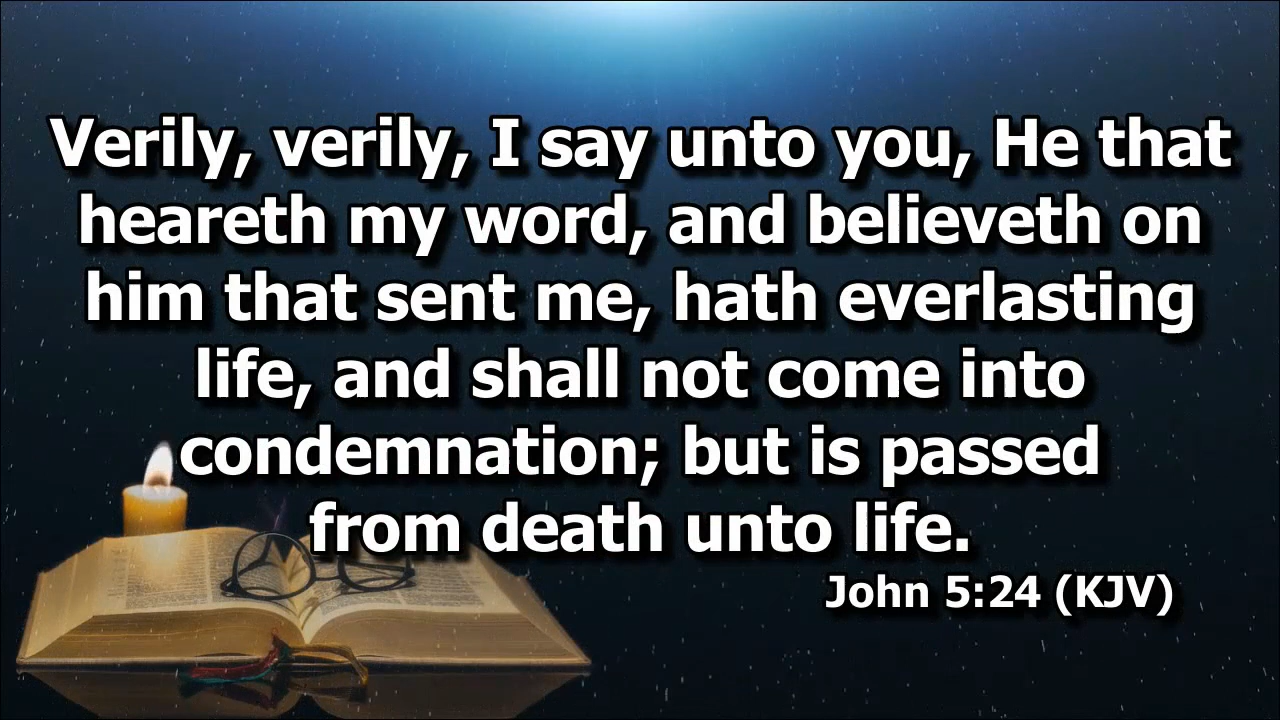 Verily, verily, I say unto you, He that
heareth my word, and believeth on
him that sent me, hath everlasting
life, and shall not come into
condemnation; but is passed
from death unto life.
John 5:24 (KJV)